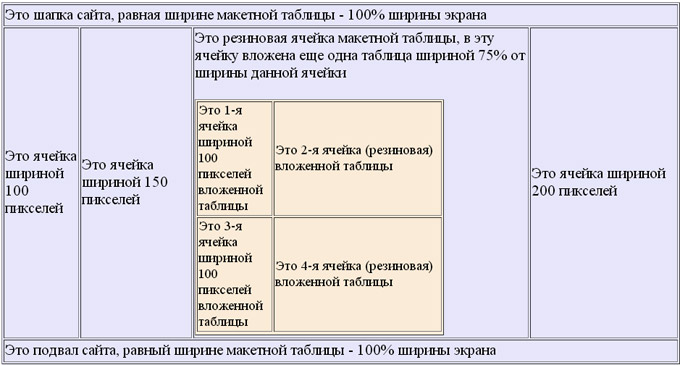 Это шапка сайта, равная ширине макетной таблицы - 100% ширины экрана
Это ячейка
шириной
100
пикселей
Это ячейка
шириной 150
пикселей
Это резиновая ячейка макетной таблицы, в эту
ячейку вложена еще одна таблица шириной 75% от
ширины данной ячейки
Это 1-я
ячейка
шириной
100
пикселей
вложенной
таблицы
Это 2-я ячейка (резиновая)
вложенной таблицы
Это 3-я
ячейка
шириной
100
пикселей
вложенной
таблицы
Это 4-я ячейка (резиновая)
вложенной таблицы
Это ячейка шириной
200 пикселей
Это подвал сайта, равный ширине макетной таблицы - 100% ширины экрана